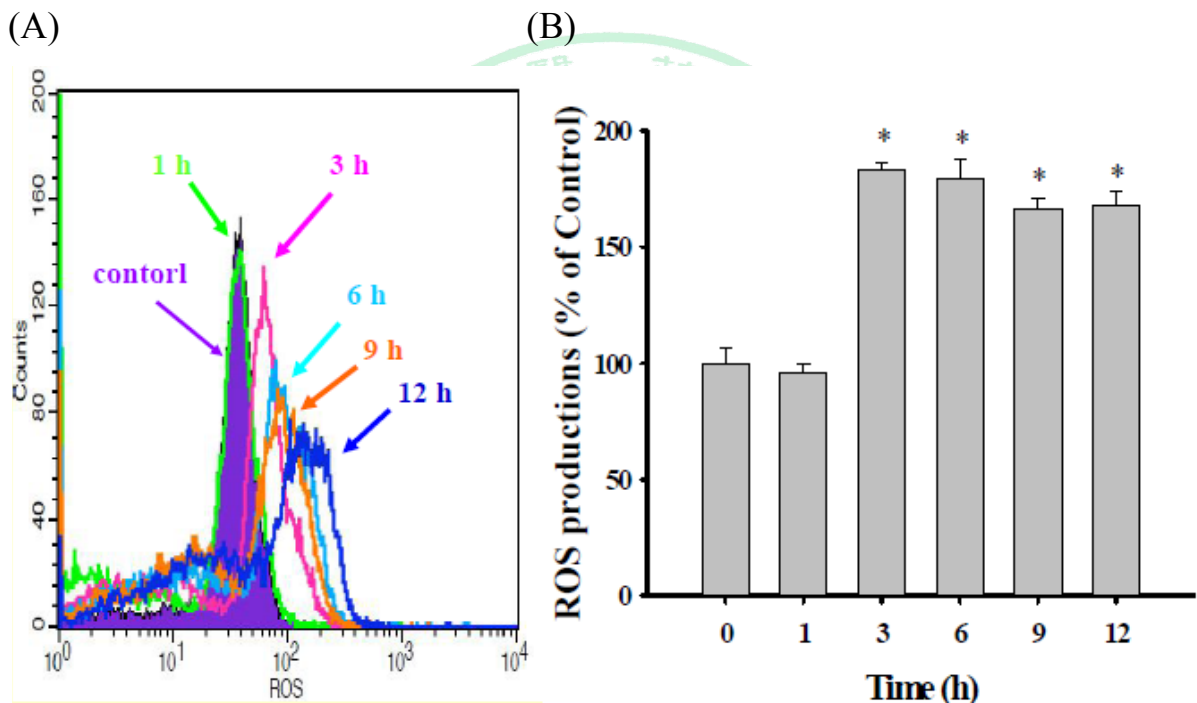 (A)
(B)
200
160
120
80
40
0
Counts
1 h
3 h
contorl
6 h
9 h
12 h
10^0 10^1 10^2 10^3 10^4
ROS
ROS productions (% of Control)
200
150
100
50
0
* * * *
0 1 3 6 9 12
Time (h)